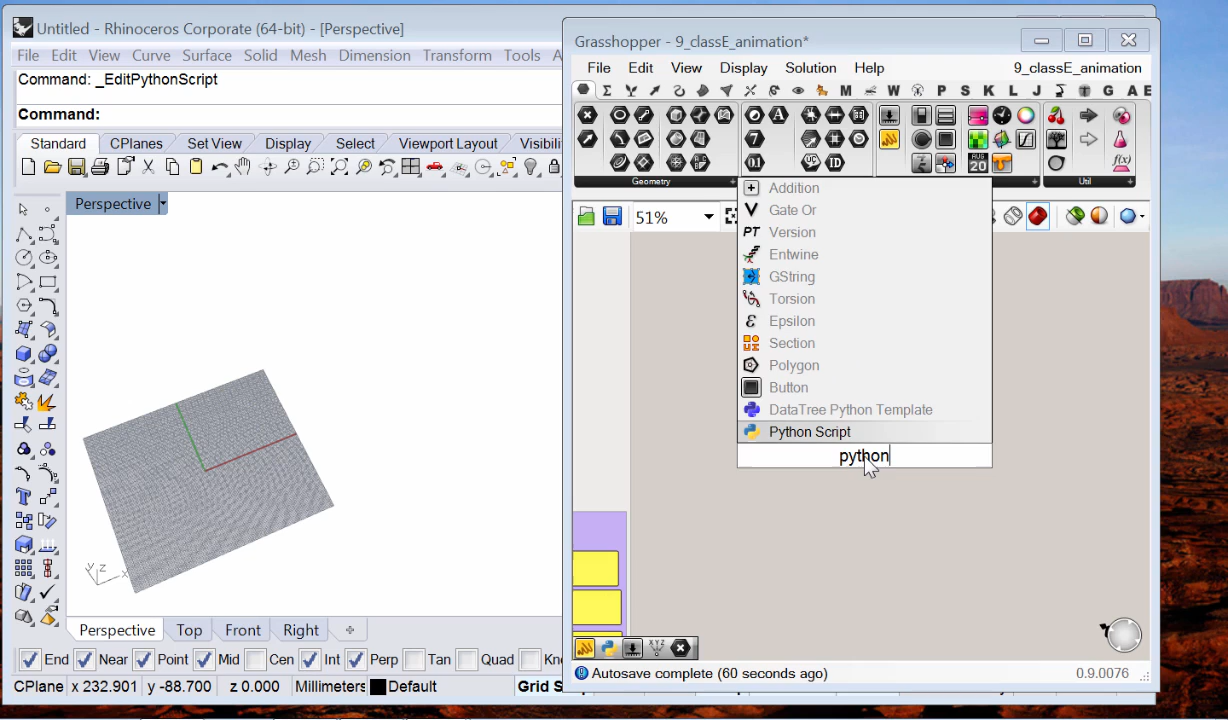 Untitled - Rhinoceros Corporate (64-bit) - [Perspective]
File Edit View Curve Surface Solid Mesh Dimension Transform Tools A
Command: _EditPythonScript
Command:
Standard CPlanes Set View Display Select Viewport Layout Visibili
Perspective
y z x
Perspective Top Front Right
End Near Point Mid Cen Int Perp Tan Quad Kn
CPlane x 232.901 y -88.700 z 0.000 Millimeters Default Grid S
Grasshopper - 9_classE_animation*
File Edit View Display Solution Help 9_classE_animation
M W P S K L J G A E
Geometry Util
51%
Addition
Gate Or
PT Version
Entwine
GString
Torsion
Epsilon
Section
Polygon
Button
DataTree Python Template
Python Script
python
Autosave complete (60 seconds ago) 0.9.0076